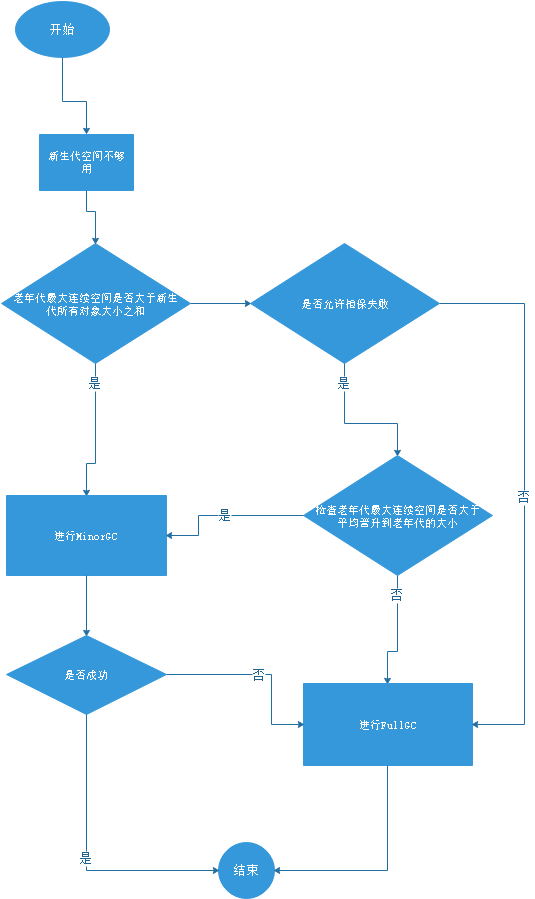 开始
新生代空间不够
用
老年代最大连续空间是否大于新生
代所有对象大小之和
是否允许担保失败
是
是
否
检查老年代最大连续空间是否大于
平均晋升到老年代的大小
是
进行MinorGC
否
是否成功
否
进行FullGC
是
结束